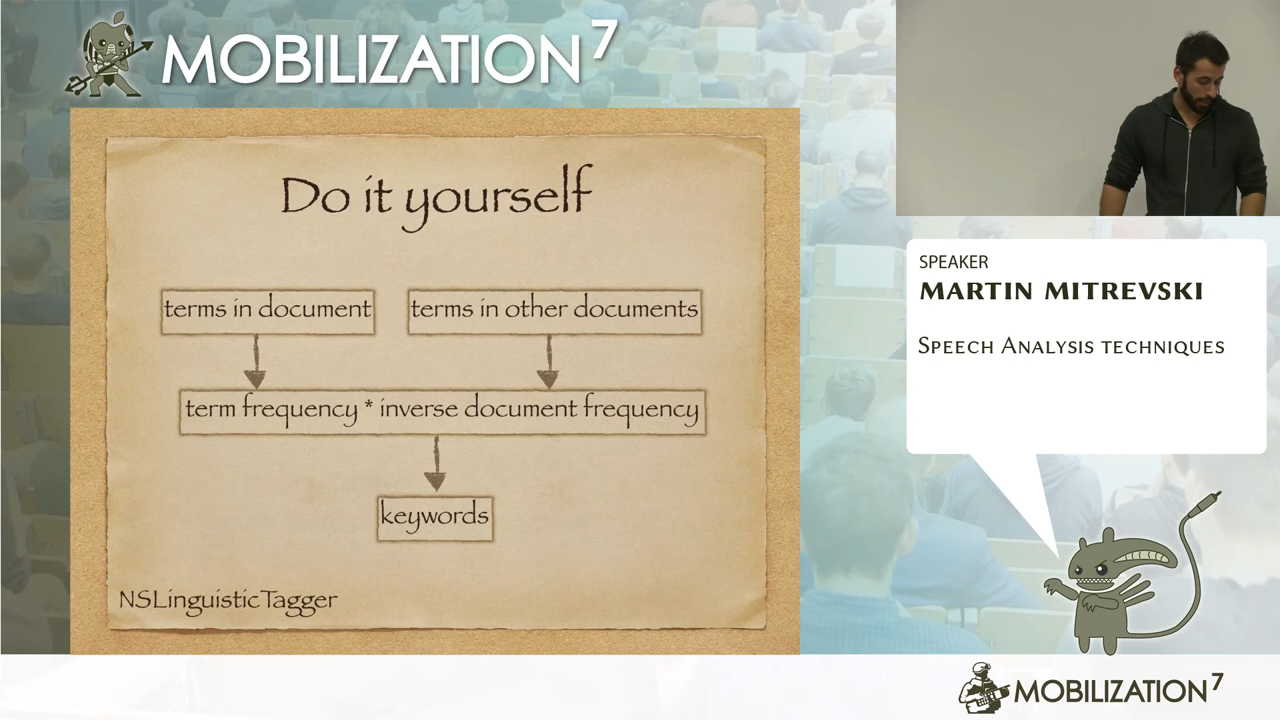 MOBILIZATION 7
Do it yourself
terms in document
terms in other documents
term frequency * inverse document frequency
keywords
NSLinguisticTagger
SPEAKER
MARTIN MITREVSKI
SPEECH ANALYSIS TECHNIQUES
MOBILIZATION 7